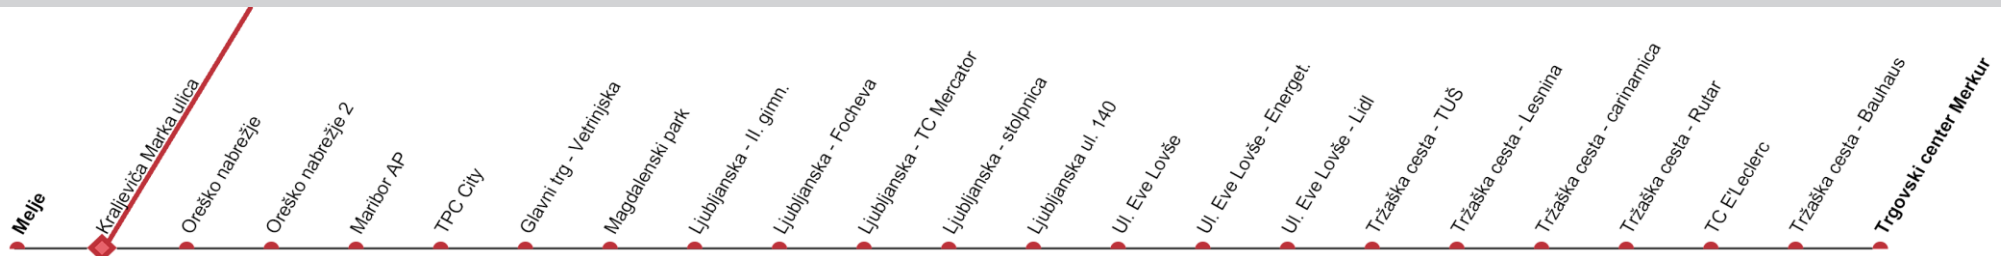 Melje
Kraljeviča Marka ulica
Oreško nabrežje
Oreško nabrežje 2
Maribor AP
TPC City
Glavni trg - Vetrinjska
Magdalenski park
Ljubljanska - II. gimn.
Ljubljanska - Focheva
Ljubljanska - TC Mercator
Ljubljanska - stolpnica
Ljubljanska ul. 140
Ul. Eve Lovše
Ul. Eve Lovše - Energet.
Ul. Eve Lovše - Lidl
Tržaška cesta - TUŠ
Tržaška cesta - Lesnina
Tržaška cesta - carinarnica
Tržaška cesta - Rutar
TC E'Leclerc
Tržaška cesta - Bauhaus
Trgovski center Merkur